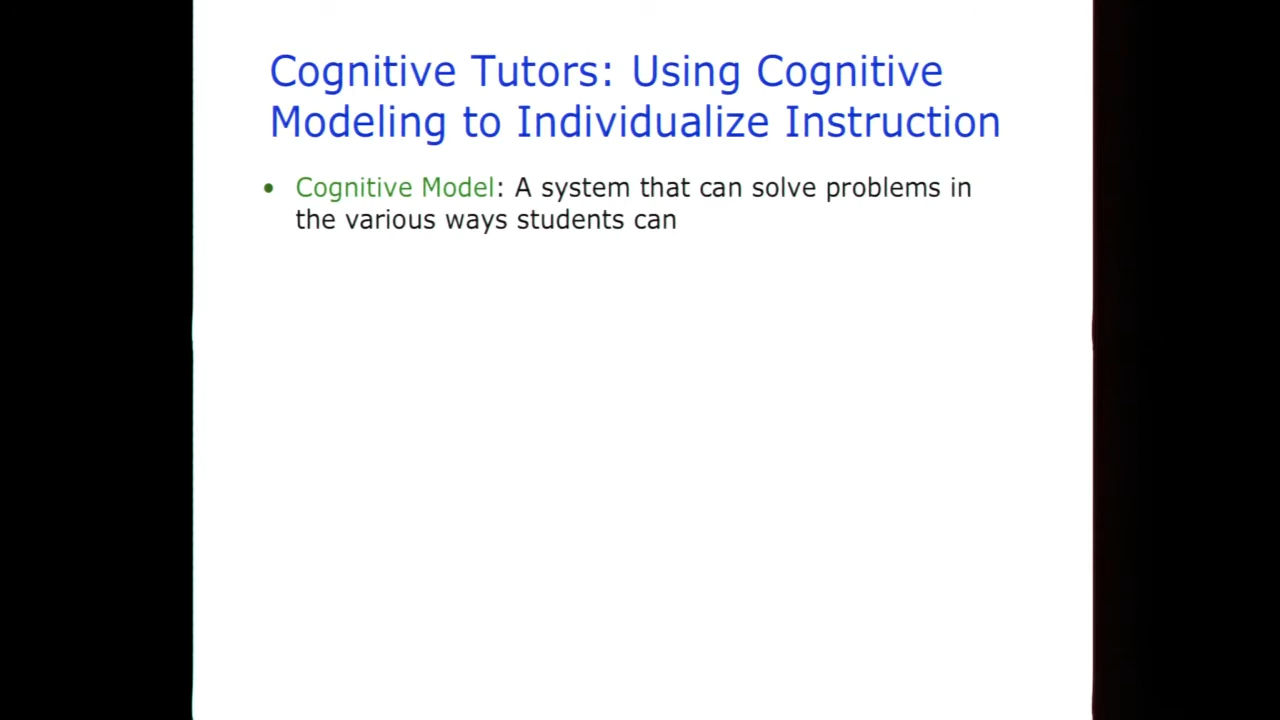 Cognitive Tutors: Using Cognitive
Modeling to Individualize Instruction
• Cognitive Model: A system that can solve problems in
the various ways students can